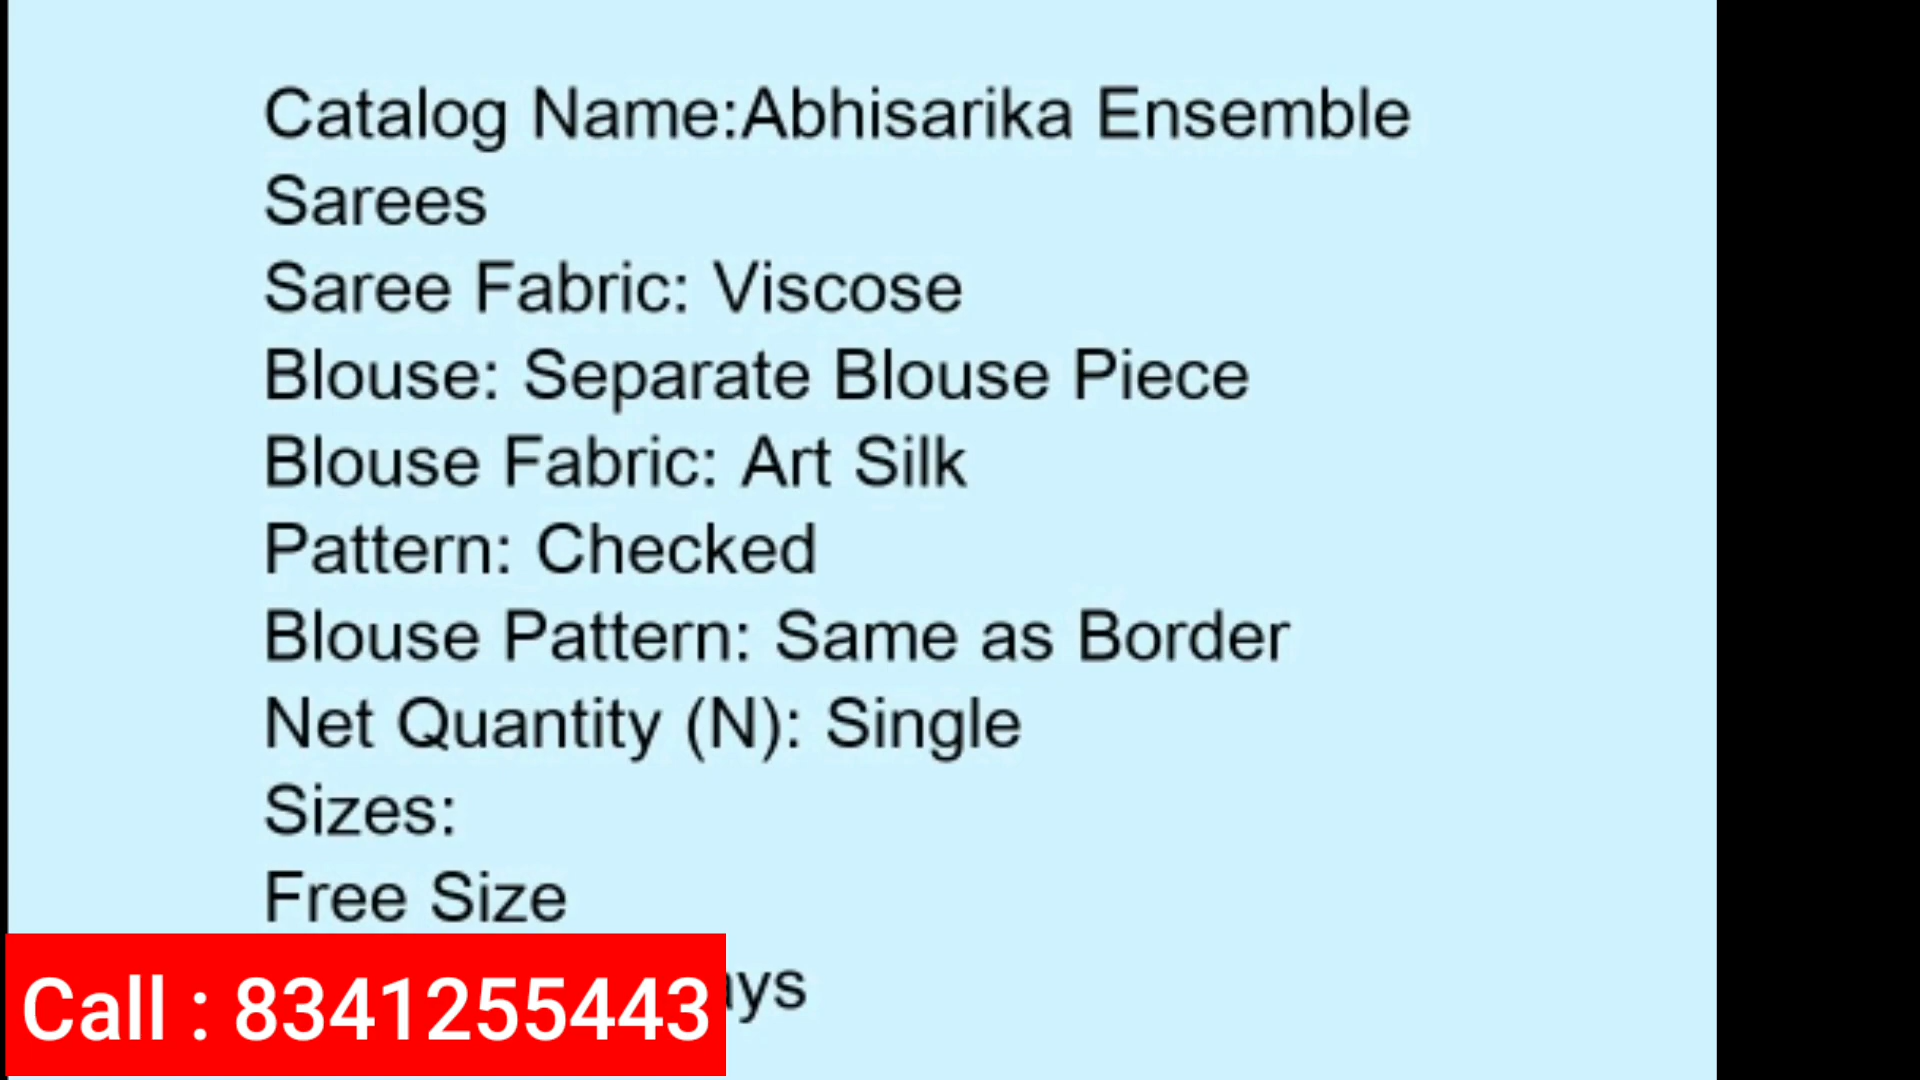 Catalog Name:Abhisarika Ensemble
Sarees
Saree Fabric: Viscose
Blouse: Separate Blouse Piece
Blouse Fabric: Art Silk
Pattern: Checked
Blouse Pattern: Same as Border
Net Quantity (N): Single
Sizes:
Free Size
Call : 8341255443